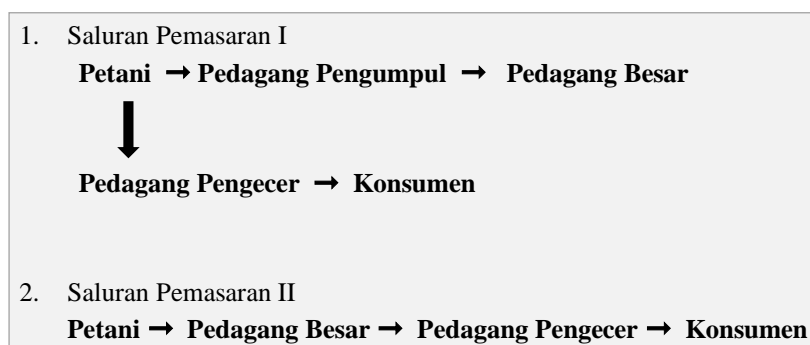 1. Saluran Pemasaran I
Petani → Pedagang Pengumpul → Pedagang Besar
Pedagang Pengecer → Konsumen
2. Saluran Pemasaran II
Petani → Pedagang Besar → Pedagang Pengecer → Konsumen